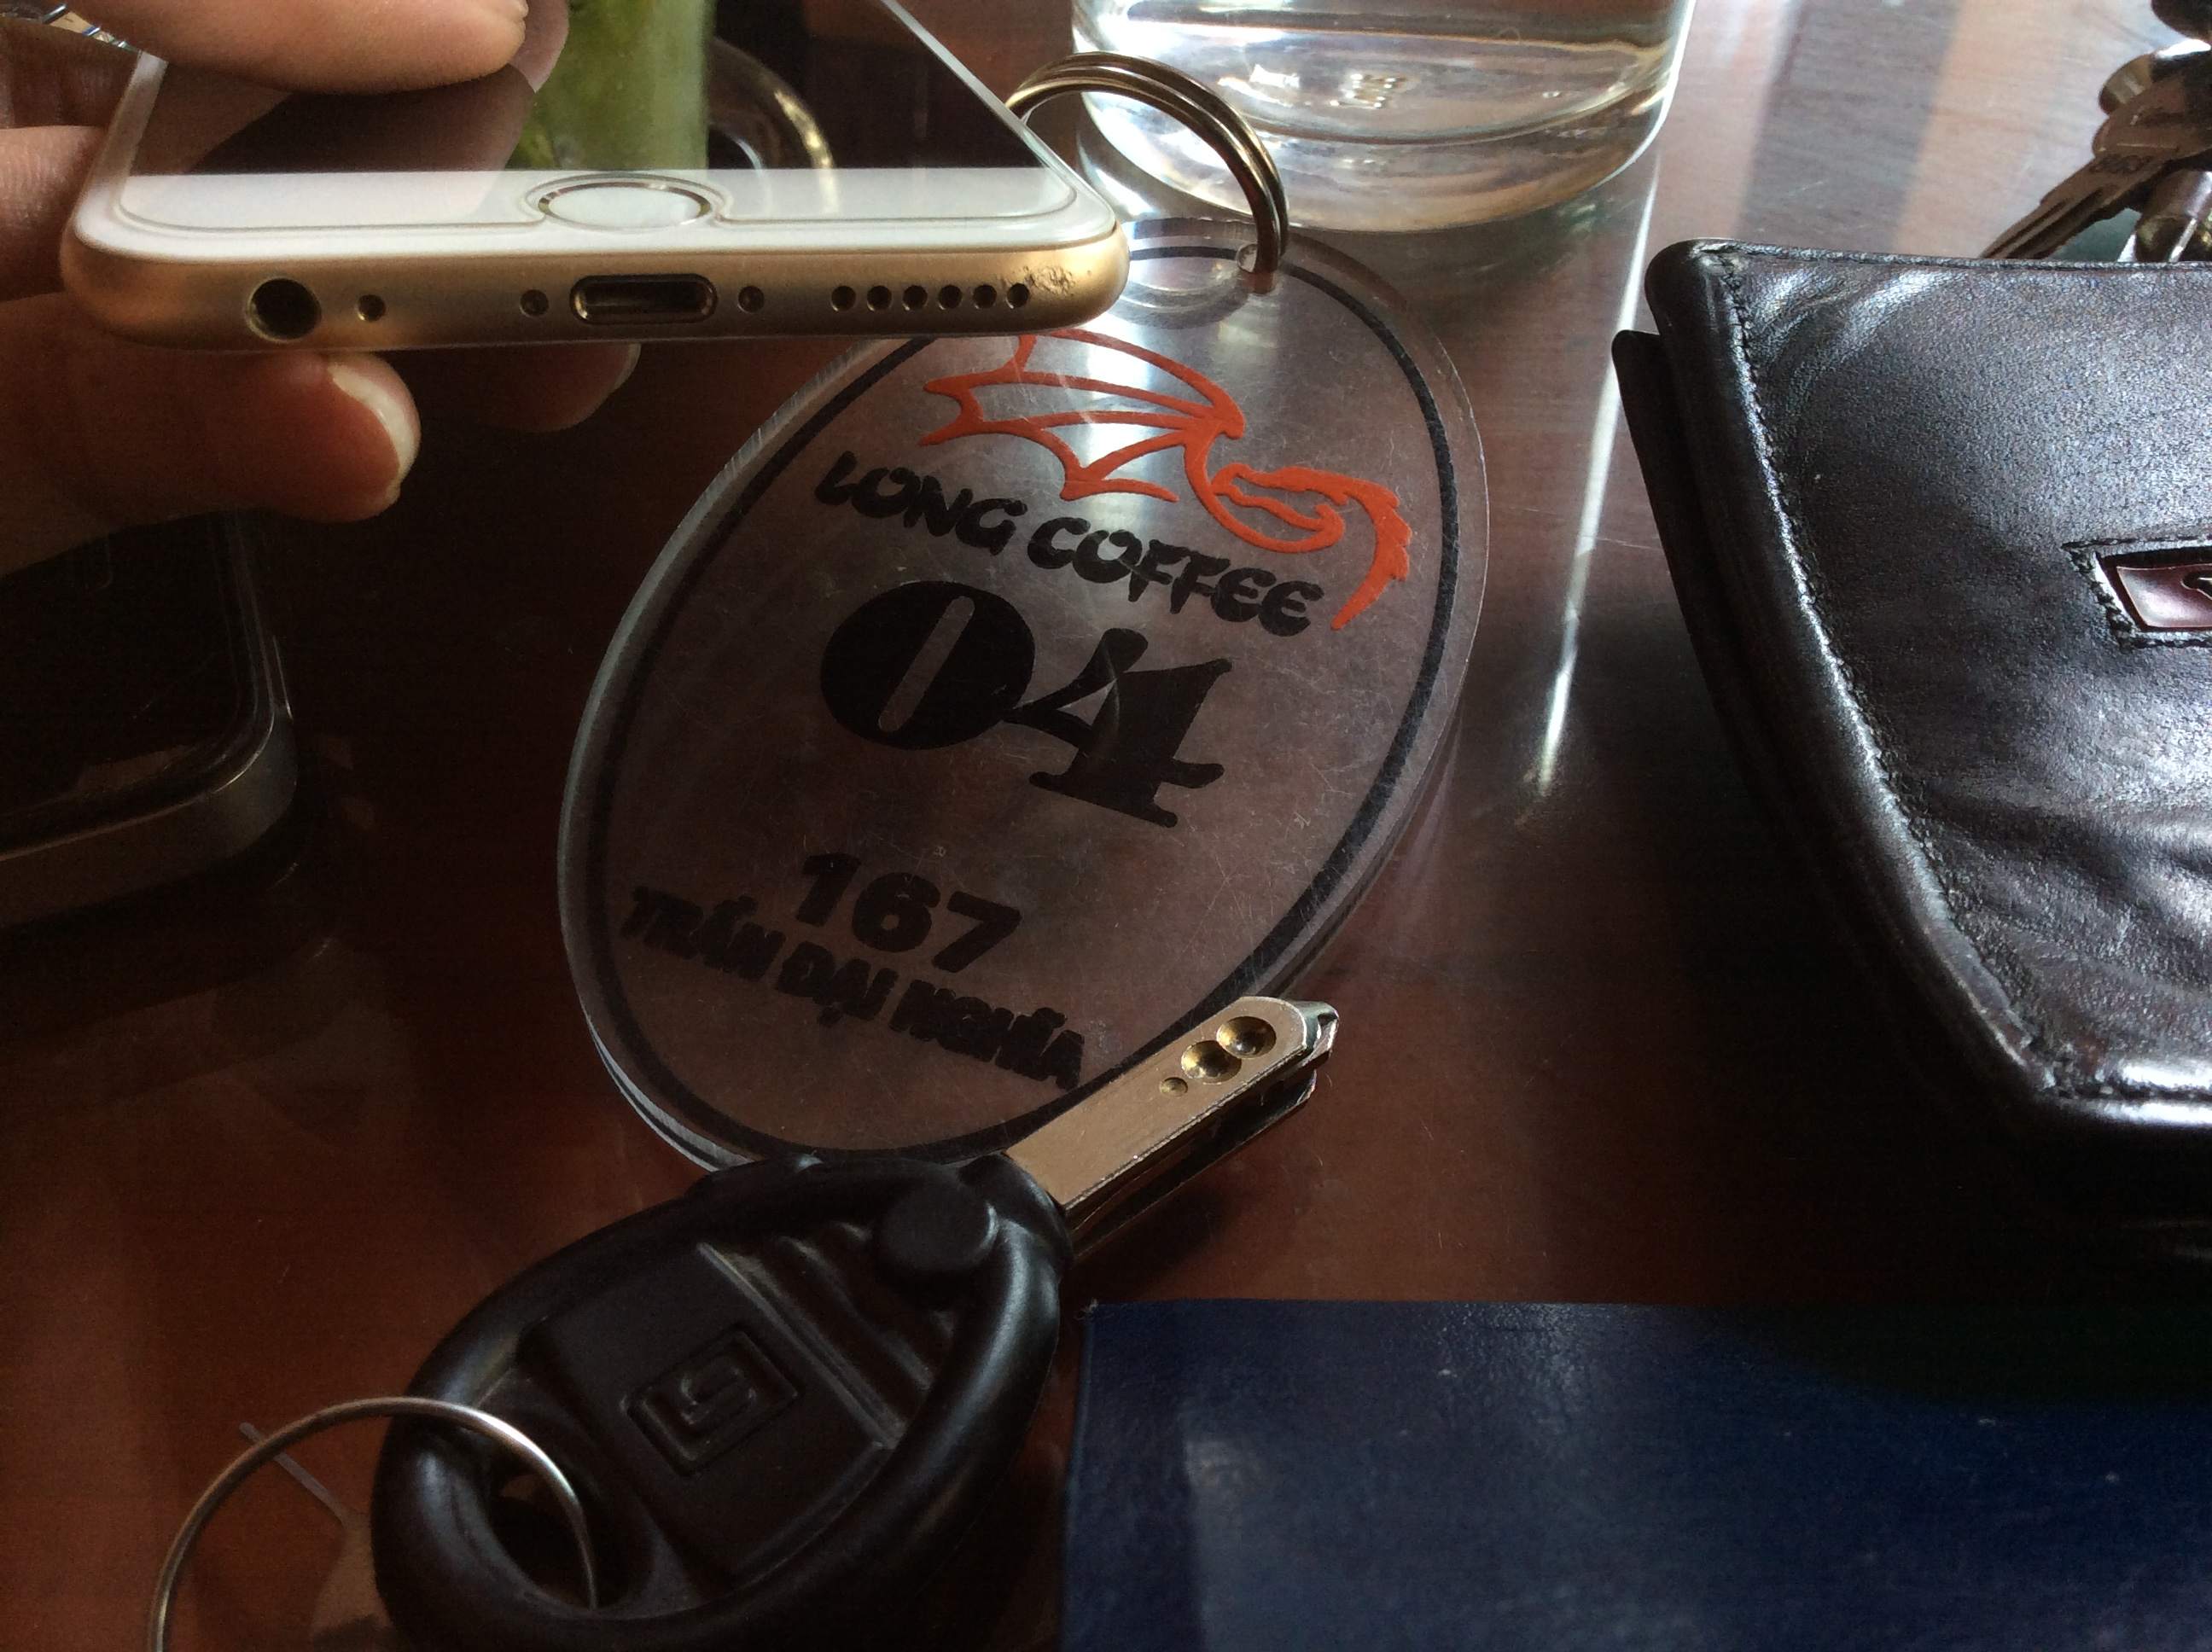 LONG COFFEE
04
167
TRẦN ĐẠI NGHĨA